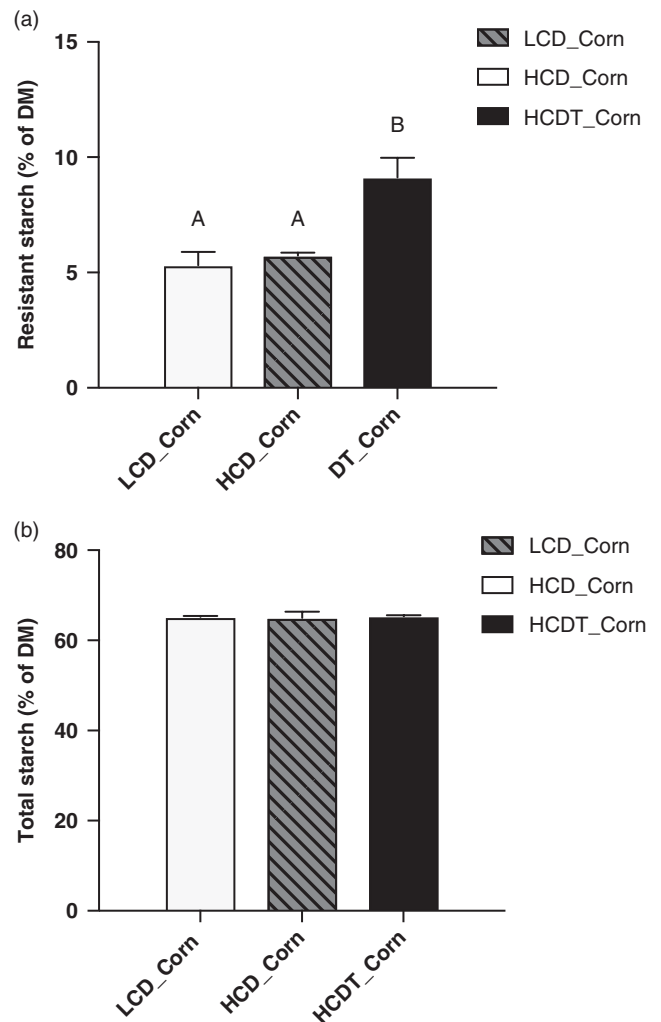 (a)
15
10
5
0
Resistant starch (% of DM)
A
A
B
LCD_Corn
HCD_Corn
DT_Corn
LCD_Corn
HCD_Corn
HCDT_Corn
(b)
80
60
40
20
0
Total starch (% of DM)
LCD_Corn
HCD_Corn
HCDT_Corn
LCD_Corn
HCD_Corn
HCDT_Corn